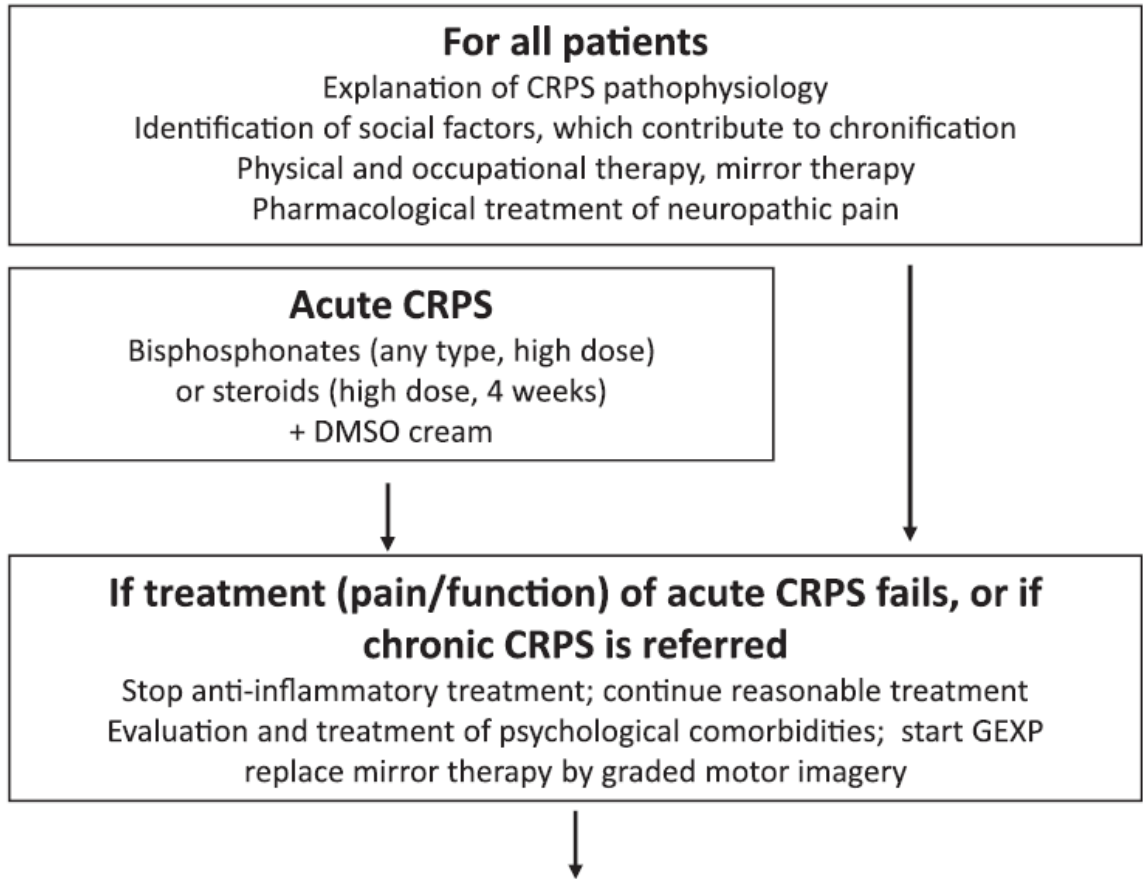 For all patients
Explanation of CRPS pathophysiology
Identification of social factors, which contribute to chronification
Physical and occupational therapy, mirror therapy
Pharmacological treatment of neuropathic pain
Acute CRPS
Bisphosphonates (any type, high dose)
or steroids (high dose, 4 weeks)
+ DMSO cream
If treatment (pain/function) of acute CRPS fails, or if
chronic CRPS is referred
Stop anti-inflammatory treatment; continue reasonable treatment
Evaluation and treatment of psychological comorbidities; start GEXP
replace mirror therapy by graded motor imagery